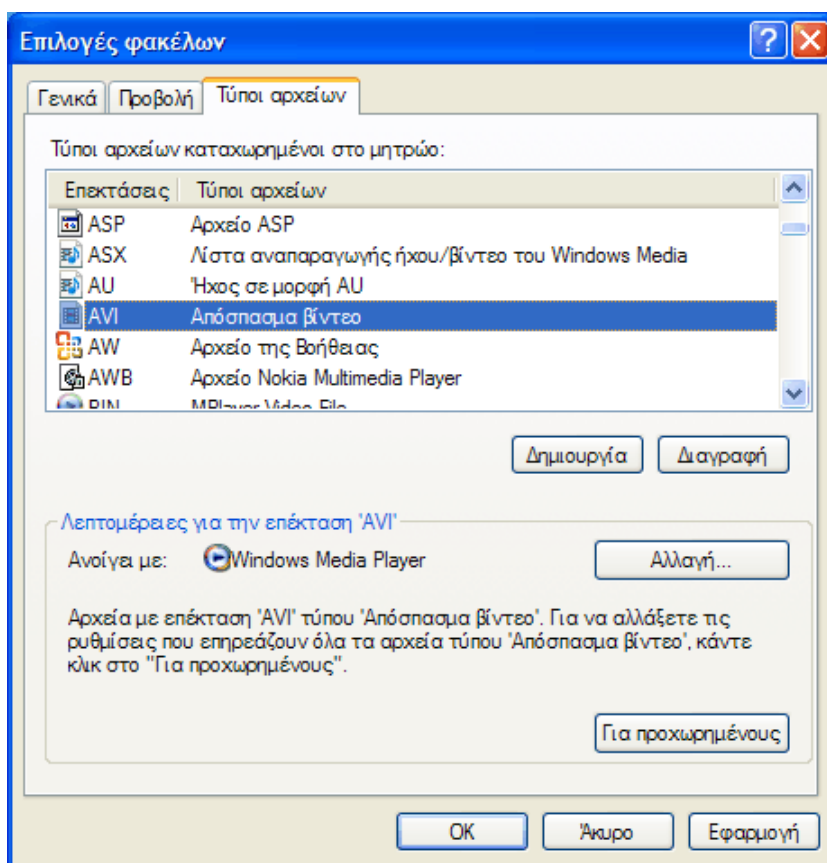 Επιλογές φακέλων
Γενικά Προβολή Τύποι αρχείων
Τύποι αρχείων καταχωρημένοι στο μητρώο:
Επεκτάσεις Τύποι αρχείων
ASP Αρχείο ASP
ASX Λίστα αναπαραγωγής ήχου/βίντεο του Windows Media
AU Ήχος σε μορφή AU
AVI Απόσπασμα βίντεο
AW Αρχείο της Βοήθειας
AWB Αρχείο Nokia Multimedia Player
BIN MPlayer Video File
Δημιουργία Διαγραφή
Λεπτομέρειες για την επέκταση 'AVI'
Ανοίγει με: Windows Media Player Αλλαγή...
Αρχεία με επέκταση 'AVI' τύπου 'Απόσπασμα βίντεο'. Για να αλλάξετε τις
ρυθμίσεις που επηρεάζουν όλα τα αρχεία τύπου 'Απόσπασμα βίντεο', κάντε
κλικ στο "Για προχωρημένους".
Για προχωρημένους
OK Άκυρο Εφαρμογή